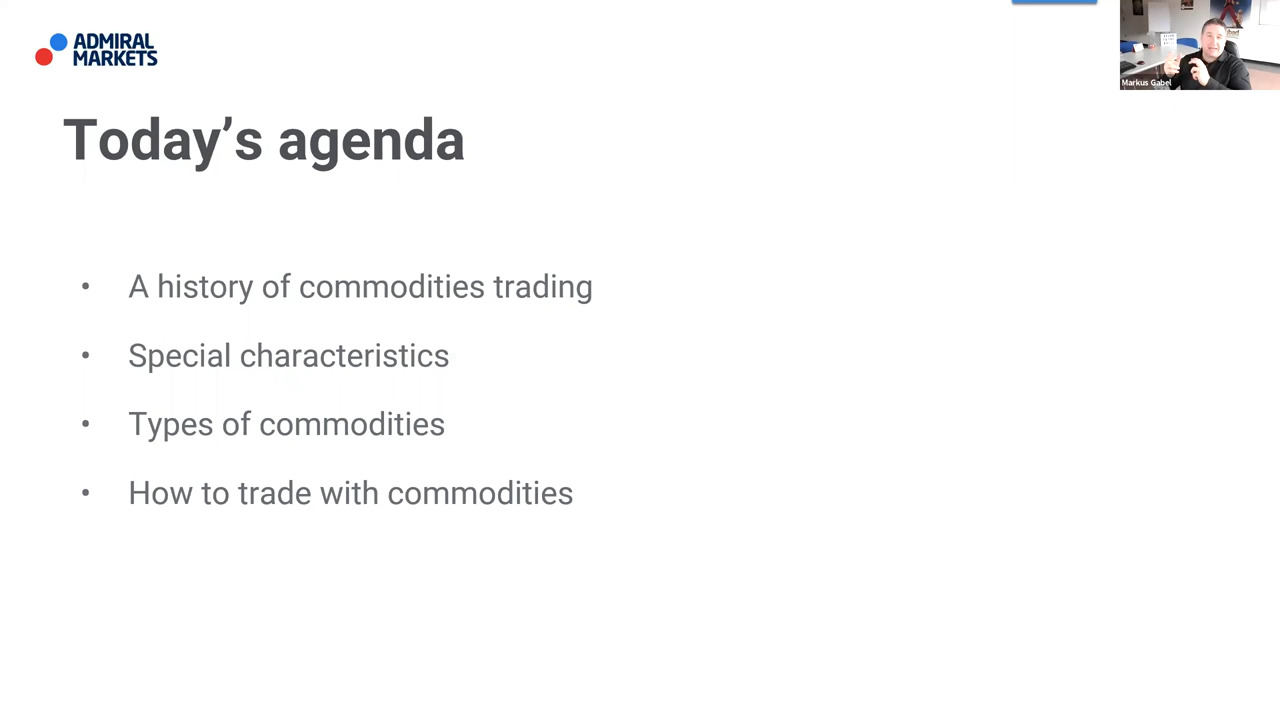 ADMIRAL
MARKETS
Markus Gabel
Today's agenda
• A history of commodities trading
• Special characteristics
• Types of commodities
• How to trade with commodities